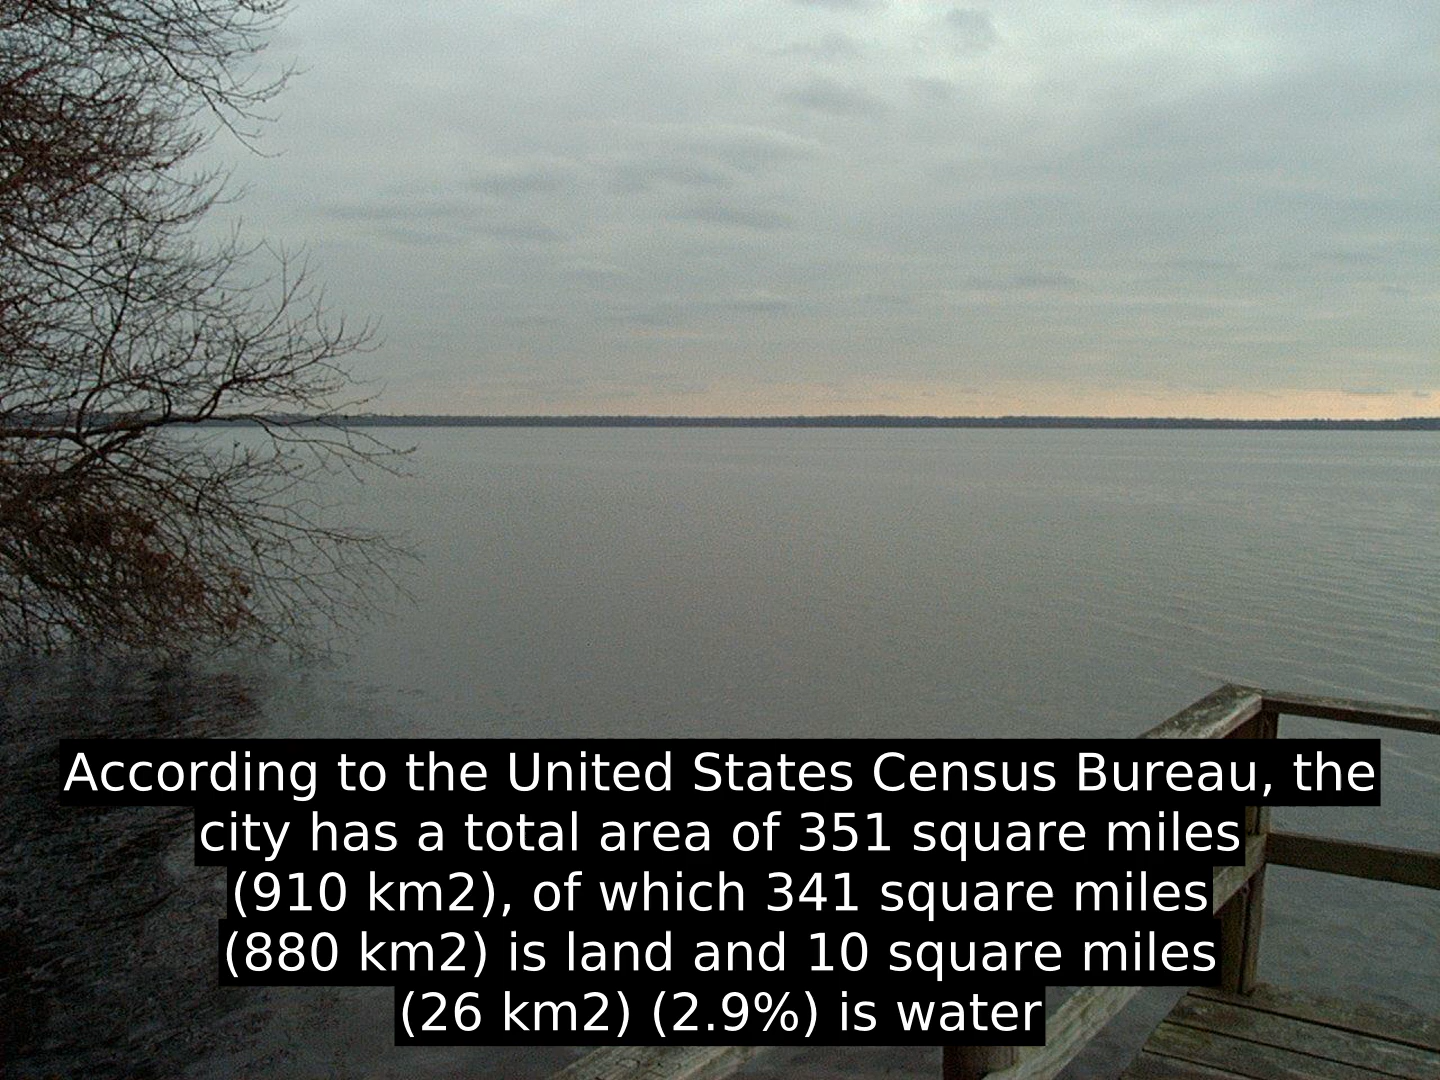 According to the United States Census Bureau, the
city has a total area of 351 square miles
(910 km2), of which 341 square miles
(880 km2) is land and 10 square miles
(26 km2) (2.9%) is water